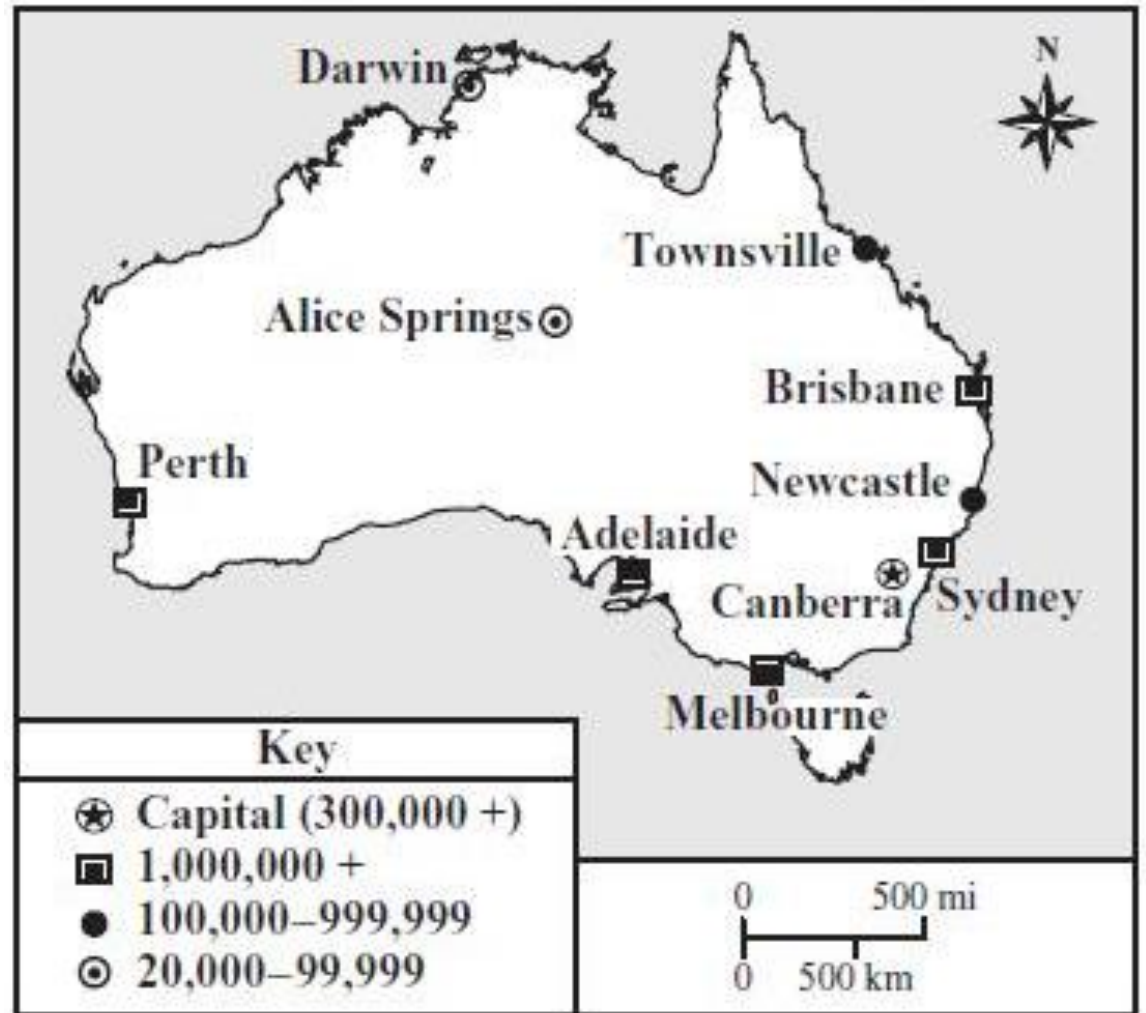 N
Darwin
Townsville
Alice Springs
Brisbane
Perth
Newcastle
Adelaide
Canberra
Sydney
Melbourne
Key
Capital (300,000 +)
1,000,000 +
100,000–999,999
20,000–99,999
0 500 mi
0 500 km